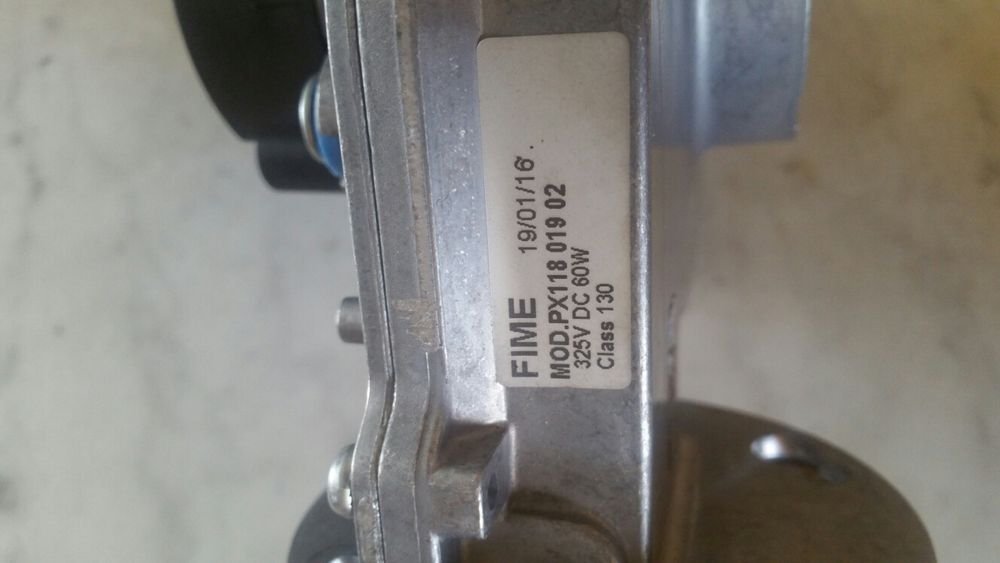 FIME 19/01/16
MOD.PX118 019 02
325V DC 60W
Class 130